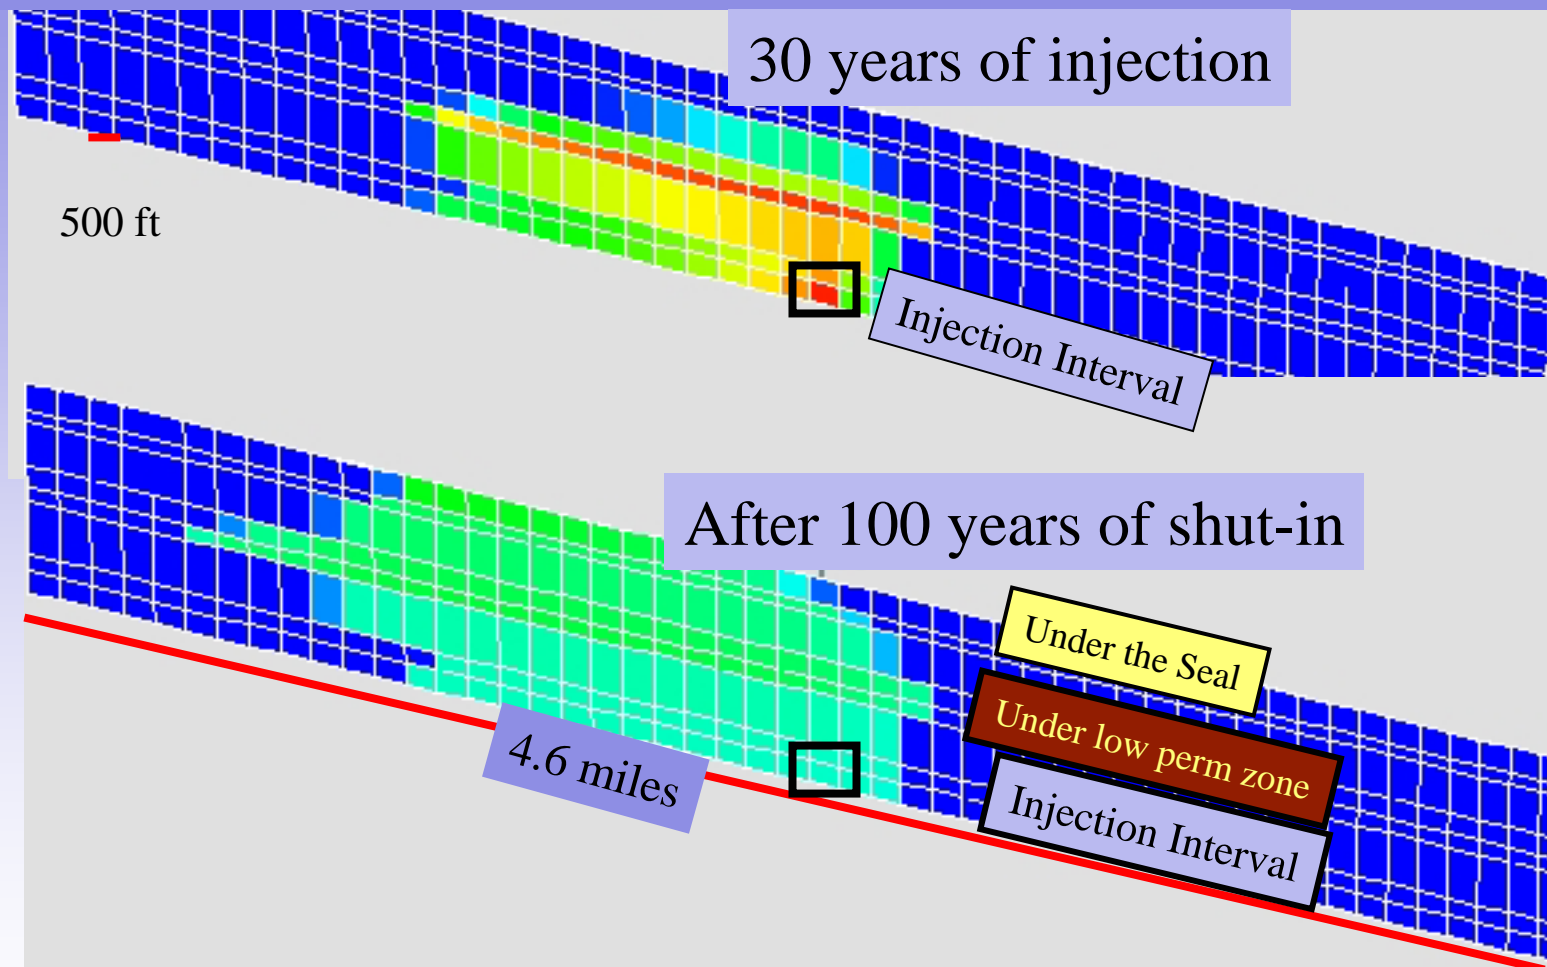 30 years of injection
500 ft
Injection Interval
After 100 years of shut-in
Under the Seal
Under low perm zone
4.6 miles
Injection Interval